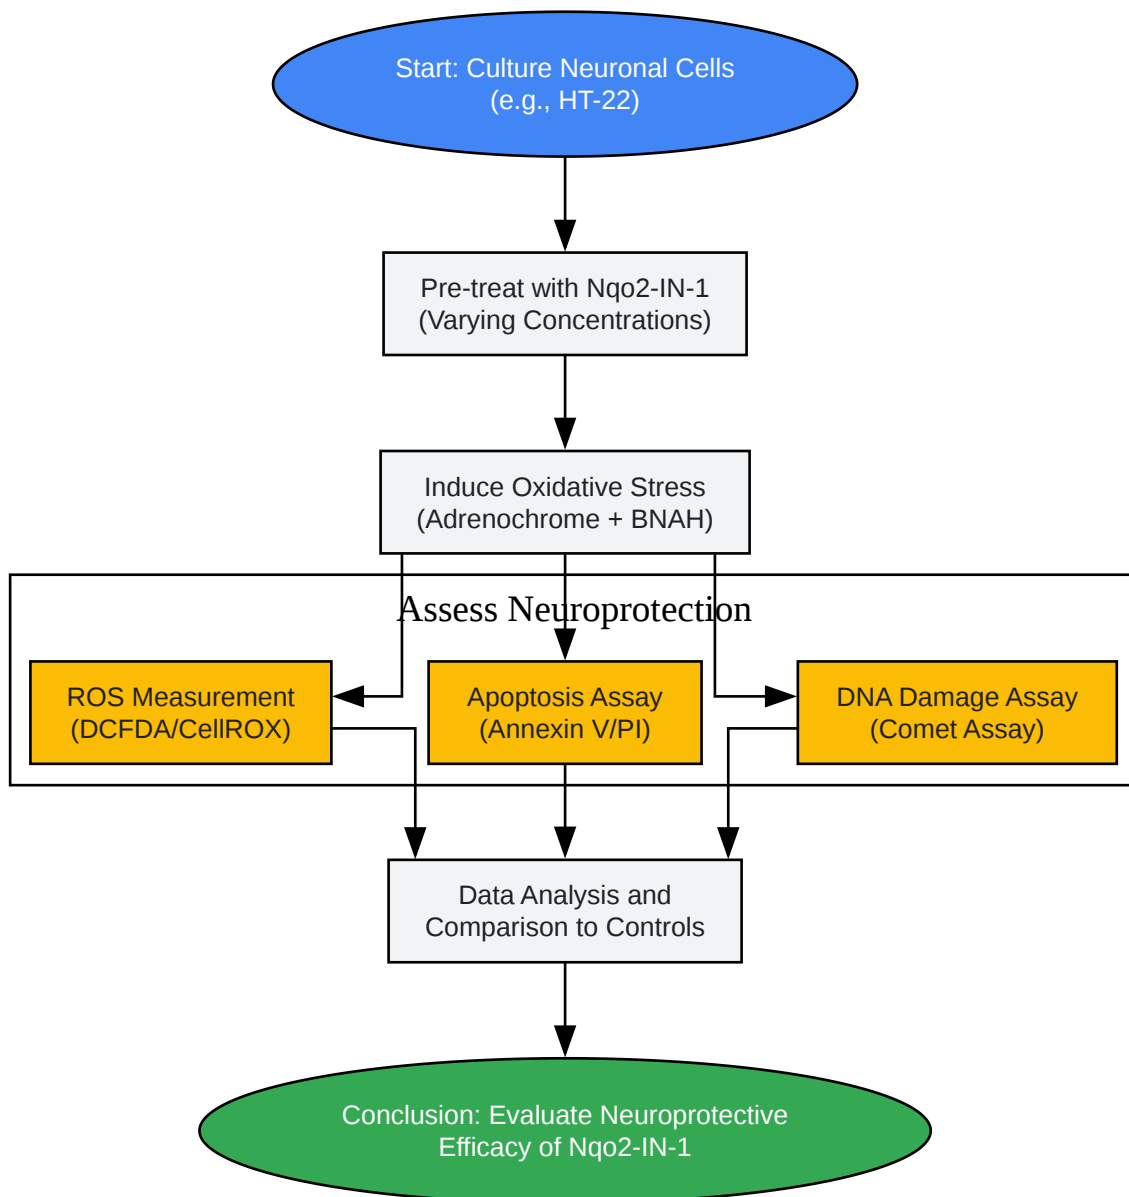 Start: Culture Neuronal Cells
(e.g., HT-22)
Pre-treat with Nqo2-IN-1
(Varying Concentrations)
Induce Oxidative Stress
(Adrenochrome + BNAH)
Assess Neuroprotection
ROS Measurement
(DCFDA/CellROX)
Apoptosis Assay
(Annexin V/PI)
DNA Damage Assay
(Comet Assay)
Data Analysis and
Comparison to Controls
Conclusion: Evaluate Neuroprotective
Efficacy of Nqo2-IN-1